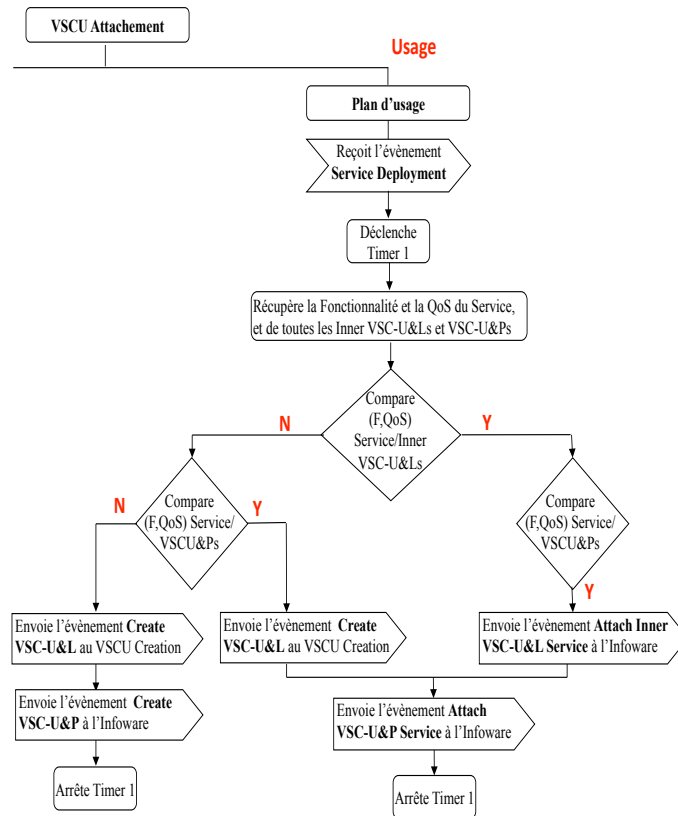 VSCU Attachement
Usage
Plan d'usage
Reçoit l'évènement
Service Deployment
Déclenche
Timer 1
Récupère la Fonctionnalité et la QoS du Service,
et de toutes les Inner VSC-U&Ls et VSC-U&Ps
Compare
(F,QoS)
Service/Inner
VSC-U&Ls
N
Y
Compare
(F,QoS) Service/
VSCU&Ps
N
Y
Compare
(F,QoS) Service/
VSCU&Ps
Y
Envoie l'évènement Create
VSC-U&L au VSCU Creation
Envoie l'évènement Create
VSC-U&L au VSCU Creation
Envoie l'évènement Attach Inner
VSC-U&L Service à l'Infoware
Envoie l'évènement Create
VSC-U&P à l'Infoware
Envoie l'évènement Attach
VSC-U&P Service à l'Infoware
Arrête Timer 1
Arrête Timer 1